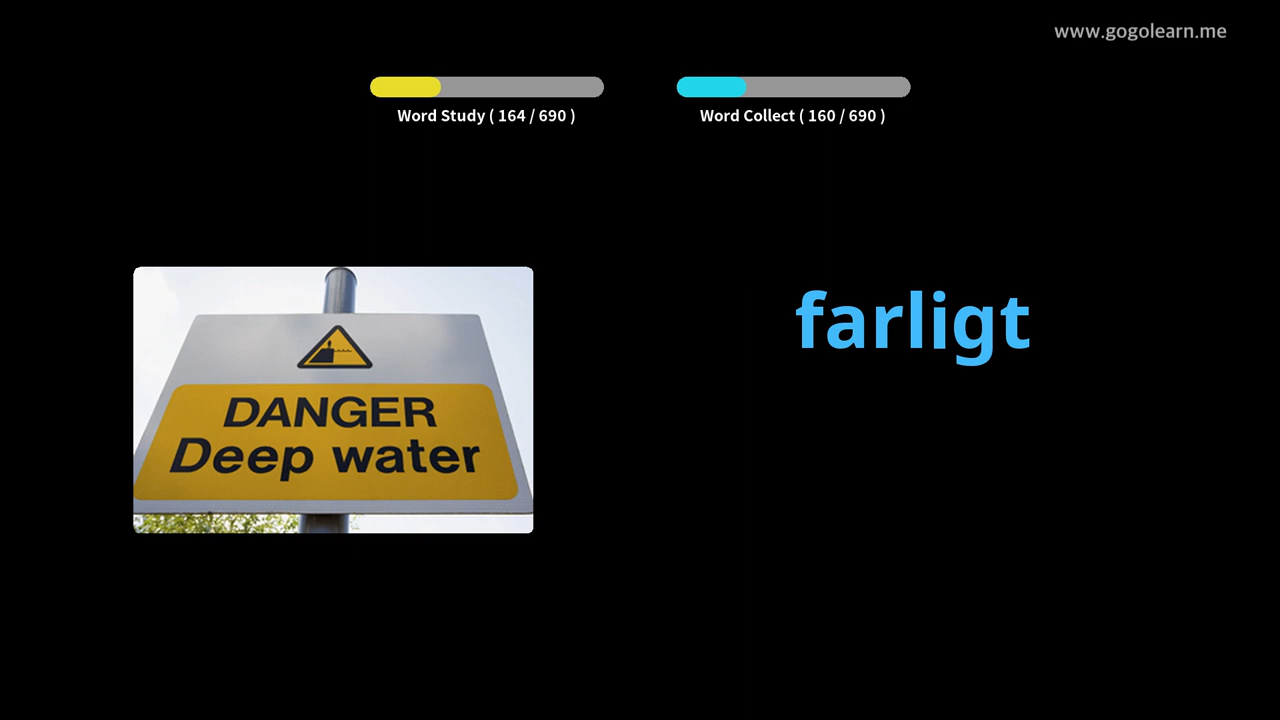 www.gogolearn.me
Word Study ( 164 / 690 )
Word Collect ( 160 / 690 )
DANGER
Deep water
farligt